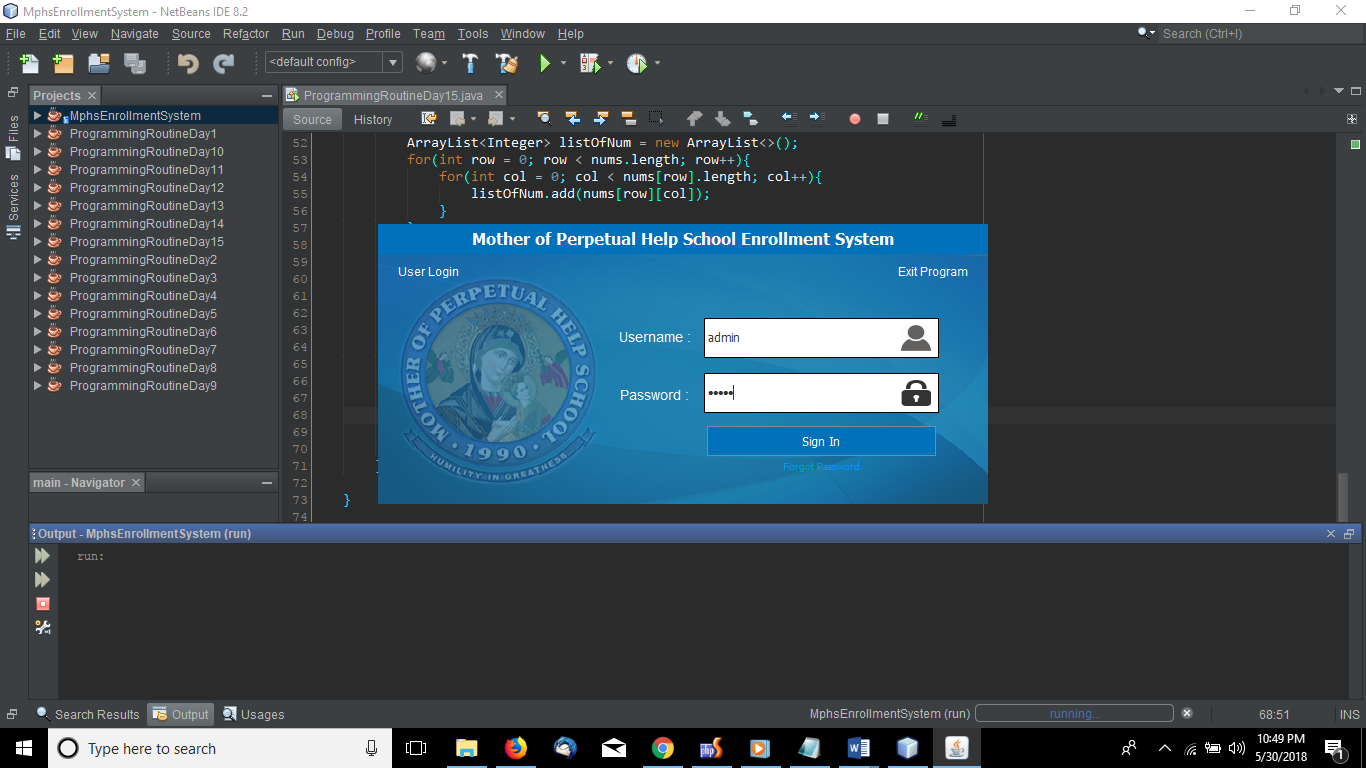 MphsEnrollmentSystem - NetBeans IDE 8.2
File Edit View Navigate Source Refactor Run Debug Profile Team Tools Window Help
Search (Ctrl+I)
<default config>
Projects
ProgrammingRoutineDay15.java
Source History
Files
Services
MphsEnrollmentSystem
ProgrammingRoutineDay1
ProgrammingRoutineDay10
ProgrammingRoutineDay11
ProgrammingRoutineDay12
ProgrammingRoutineDay13
ProgrammingRoutineDay14
ProgrammingRoutineDay15
ProgrammingRoutineDay2
ProgrammingRoutineDay3
ProgrammingRoutineDay4
ProgrammingRoutineDay5
ProgrammingRoutineDay6
ProgrammingRoutineDay7
ProgrammingRoutineDay8
ProgrammingRoutineDay9
52 ArrayList<Integer> listOfNum = new ArrayList<>();
53 for(int row = 0; row < nums.length; row++){
54 for(int col = 0; col < nums[row].length; col++){
55 listOfNum.add(nums[row][col]);
56 }
57
58
59
60
61
62
63
64
65
66
67
68
69
70
71
72
73 }
74
Mother of Perpetual Help School Enrollment System
User Login
Exit Program
MOTHER OF PERPETUAL HELP SCHOOL
1990
HUMILITY IN GREATNESS
Username : admin
Password : •••••
Sign In
Forgot Password
main - Navigator
Output - MphsEnrollmentSystem (run)
run:
Search Results Output Usages
MphsEnrollmentSystem (run) running...
68:51 INS
Type here to search
10:49 PM
5/30/2018
1